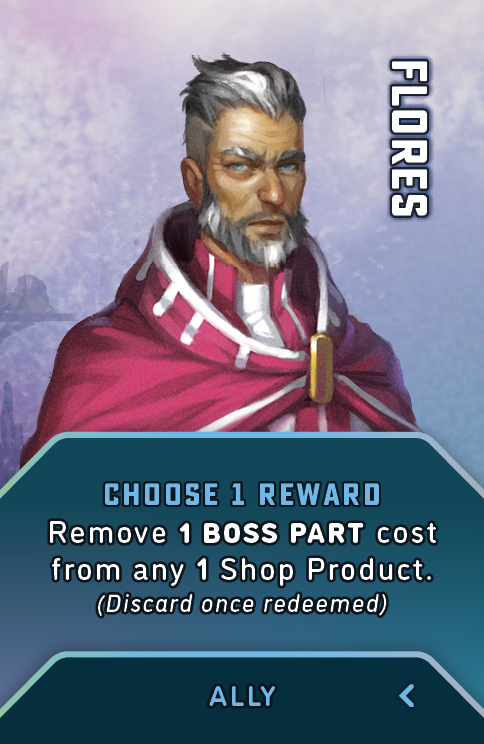 FLORES
CHOOSE 1 REWARD
Remove 1 BOSS PART cost
from any 1 Shop Product.
(Discard once redeemed)
ALLY